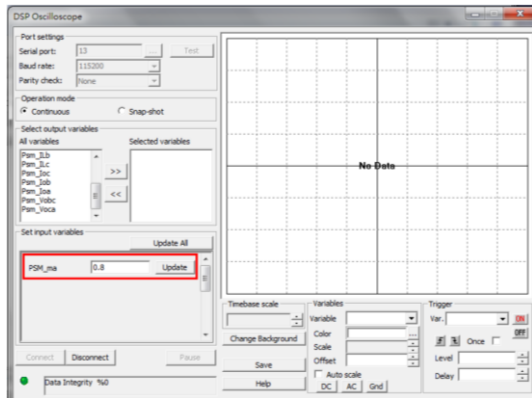 DSP Oscilloscope
Port settings
Serial port: 13 ... Test
Baud rate: 115200
Parity check: None
Operation mode
Continuous Snap-shot
Select output variables
All variables Selected variables
Psm_ILb
Psm_ILc
Psm_Ioc
Psm_Iob
Psm_Ioa
Psm_Vobc
Psm_Voca
>>
<<
Set input variables
Update All
PSM_ma 0.8 Update
Connect Disconnect Pause
Data Integrity %0
No Data
Timebase scale
Change Background
Save
Help
Variables
Variable
Color ...
Scale
Offset
Auto scale
DC AC Gnd
Trigger
Var. ON
OFF
Once
Level
Delay